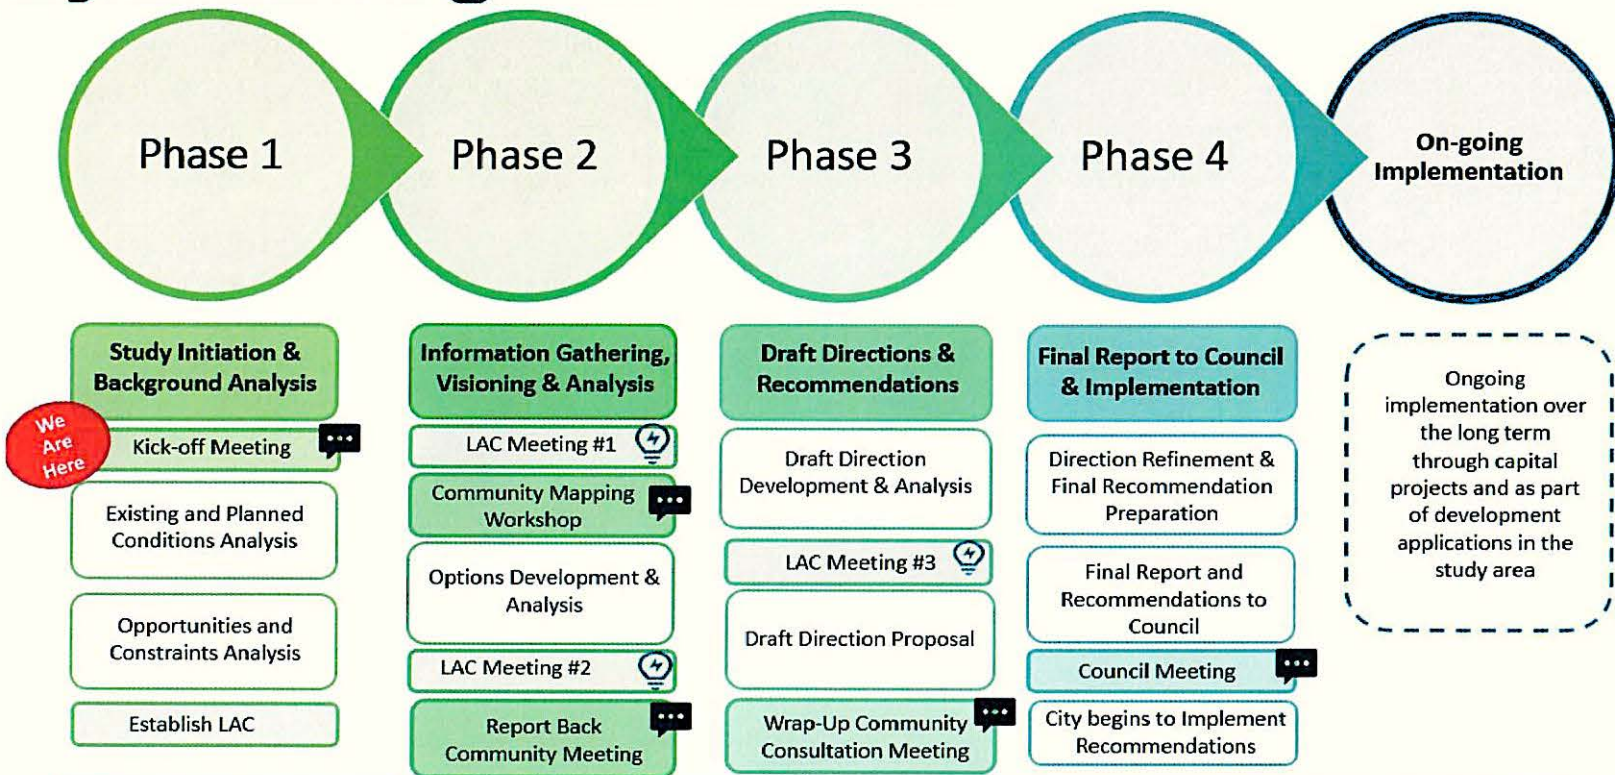 Phase 1
Phase 2
Phase 3
Phase 4
On-going
Implementation
Study Initiation &
Background Analysis
We
Are
Here
Kick-off Meeting
Existing and Planned
Conditions Analysis
Opportunities and
Constraints Analysis
Establish LAC
Information Gathering,
Visioning & Analysis
LAC Meeting #1
Community Mapping
Workshop
Options Development &
Analysis
LAC Meeting #2
Report Back
Community Meeting
Draft Directions &
Recommendations
Draft Direction
Development & Analysis
LAC Meeting #3
Draft Direction Proposal
Wrap-Up Community
Consultation Meeting
Final Report to Council
& Implementation
Direction Refinement &
Final Recommendation
Preparation
Final Report and
Recommendations to
Council
Council Meeting
City begins to Implement
Recommendations
Ongoing
implementation over
the long term
through capital
projects and as part
of development
applications in the
study area